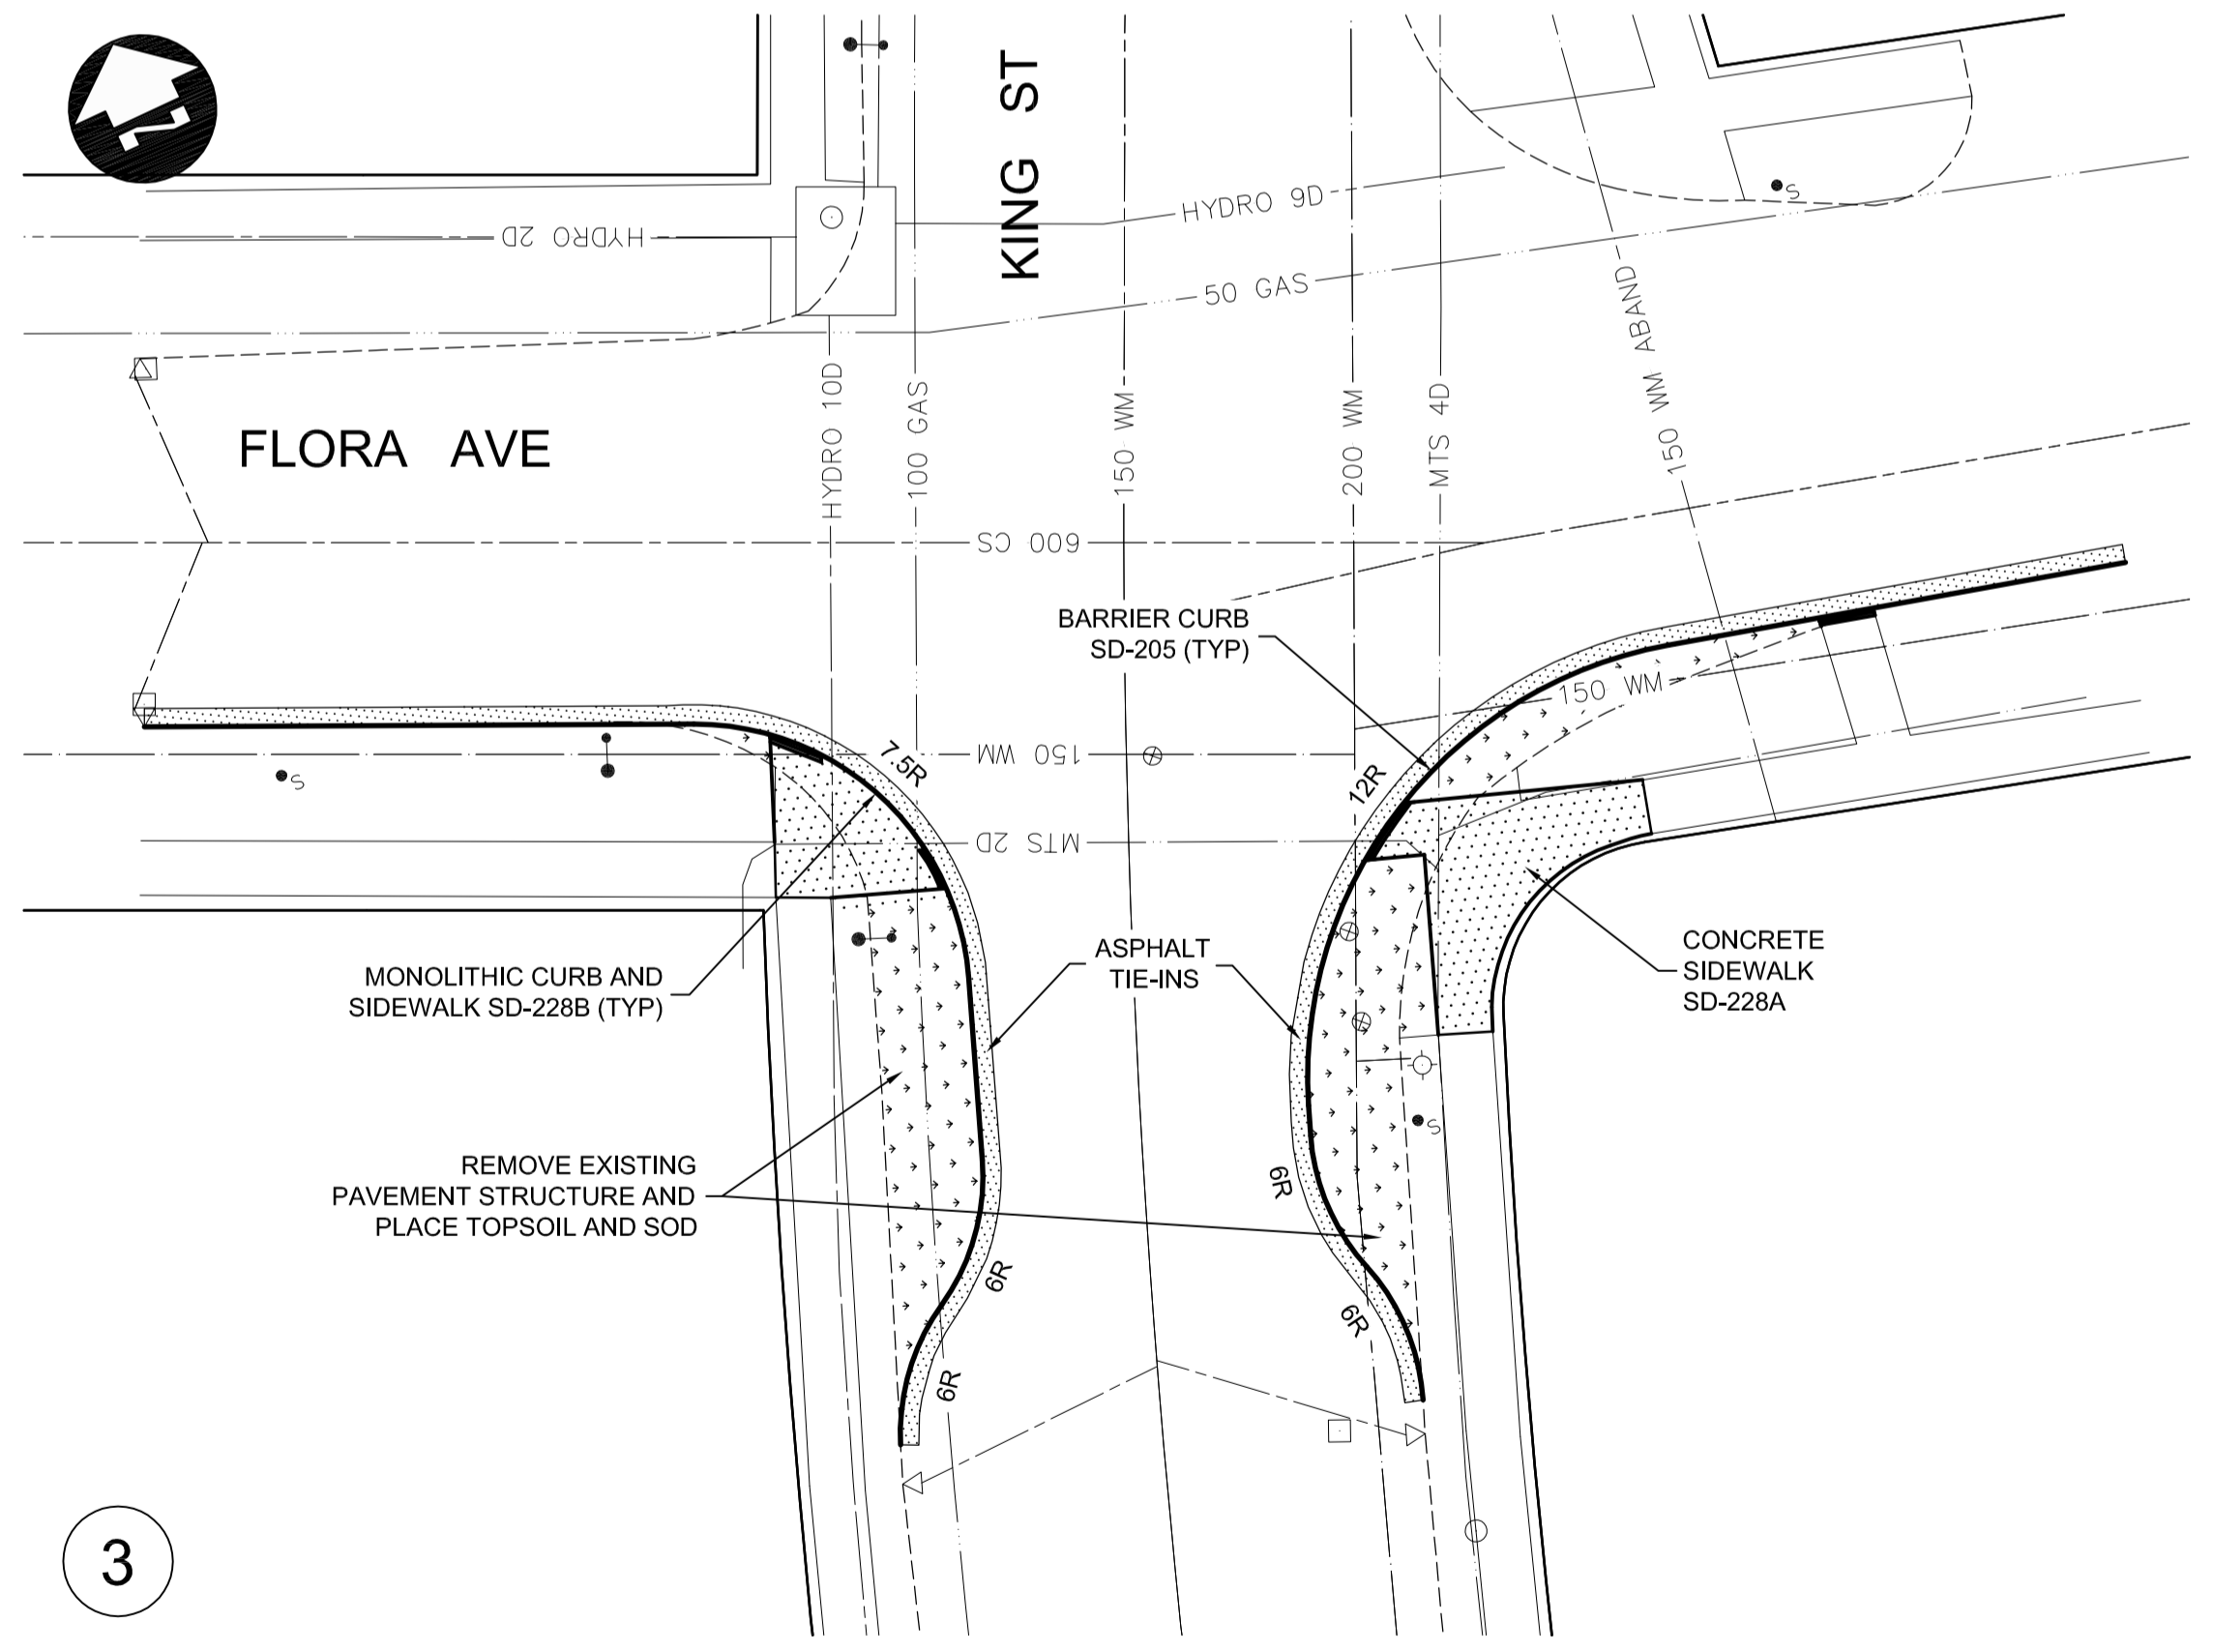 N
KING ST
HYDRO 2D
HYDRO 9D
50 GAS
150 WM ABAND
FLORA AVE
HYDRO 10D
100 GAS
150 WM
200 WM
MTS 4D
600 CS
BARRIER CURB
SD-205 (TYP)
150 WM
7.5R
150 WM
12R
S
S
MTS 2D
MONOLITHIC CURB AND
SIDEWALK SD-228B (TYP)
ASPHALT
TIE-INS
CONCRETE
SIDEWALK
SD-228A
S
REMOVE EXISTING
PAVEMENT STRUCTURE AND
PLACE TOPSOIL AND SOD
6R
6R
6R
6R
3